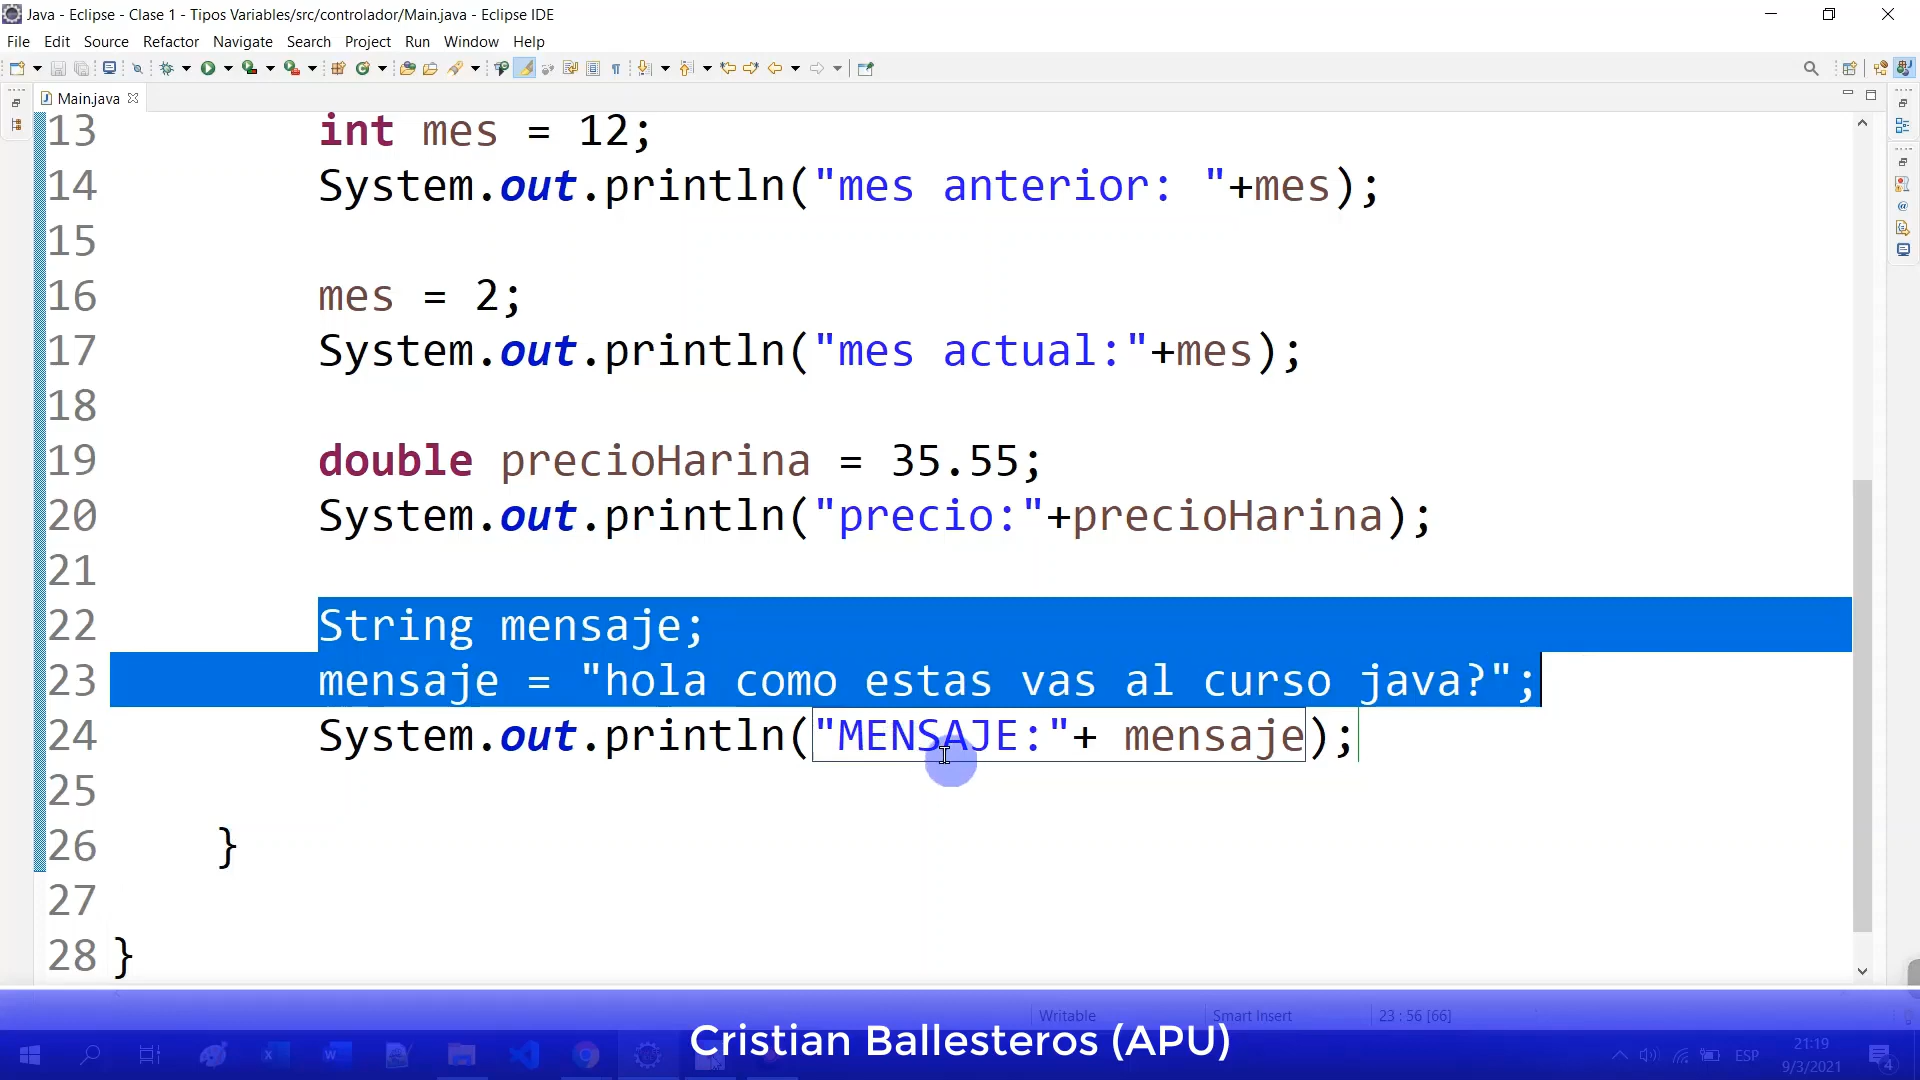 Java - Eclipse - Clase 1 - Tipos Variables/src/controlador/Main.java - Eclipse IDE
File Edit Source Refactor Navigate Search Project Run Window Help
Main.java
13 int mes = 12;
14 System.out.println("mes anterior: "+mes);
15
16 mes = 2;
17 System.out.println("mes actual:"+mes);
18
19 double precioHarina = 35.55;
20 System.out.println("precio:"+precioHarina);
21
22 String mensaje;
23 mensaje = "hola como estas vas al curso java?";
24 System.out.println("MENSAJE:"+ mensaje);
25
26 }
27
28 }
Writable Smart Insert 23 : 56 [66]
Cristian Ballesteros (APU)
ESP
21:19
9/3/2021
4